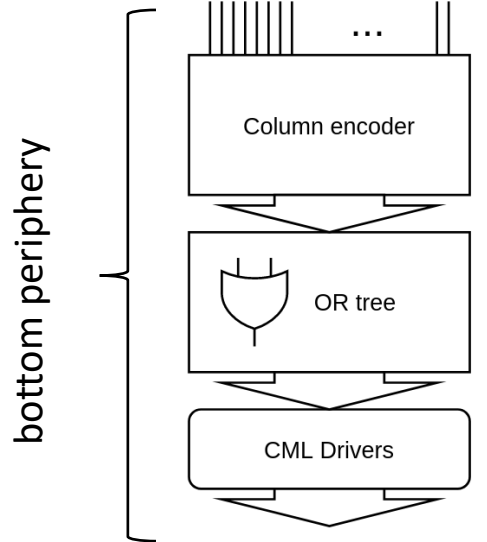 ...
Column encoder
OR tree
CML Drivers
bottom periphery